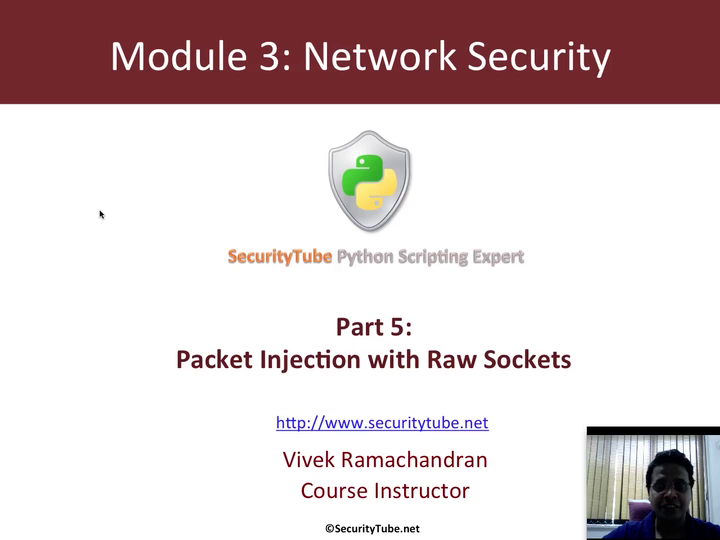 Module 3: Network Security
SecurityTube Python Scripting Expert
Part 5:
Packet Injection with Raw Sockets
http://www.securitytube.net
Vivek Ramachandran
Course Instructor
©SecurityTube.net